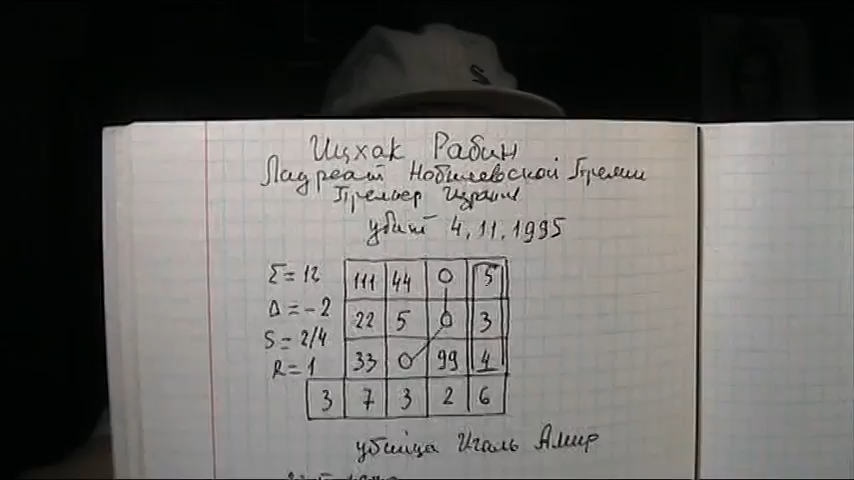 Ицхак Рабин
Лауреат Нобилевской Премии
Премьер Израиля
убит 4.11.1995
Σ = 12 111 44 0 5
Δ = -2 22 5 0 3
S = 2/4 33 0 99 4
R = 1
3 7 3 2 6
убийца Игаль Амир